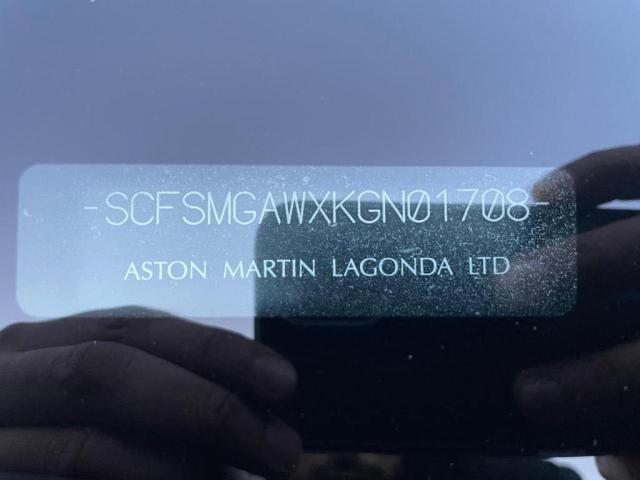 -SCFSMGAWXKGN01708-
ASTON MARTIN LAGONDA LTD